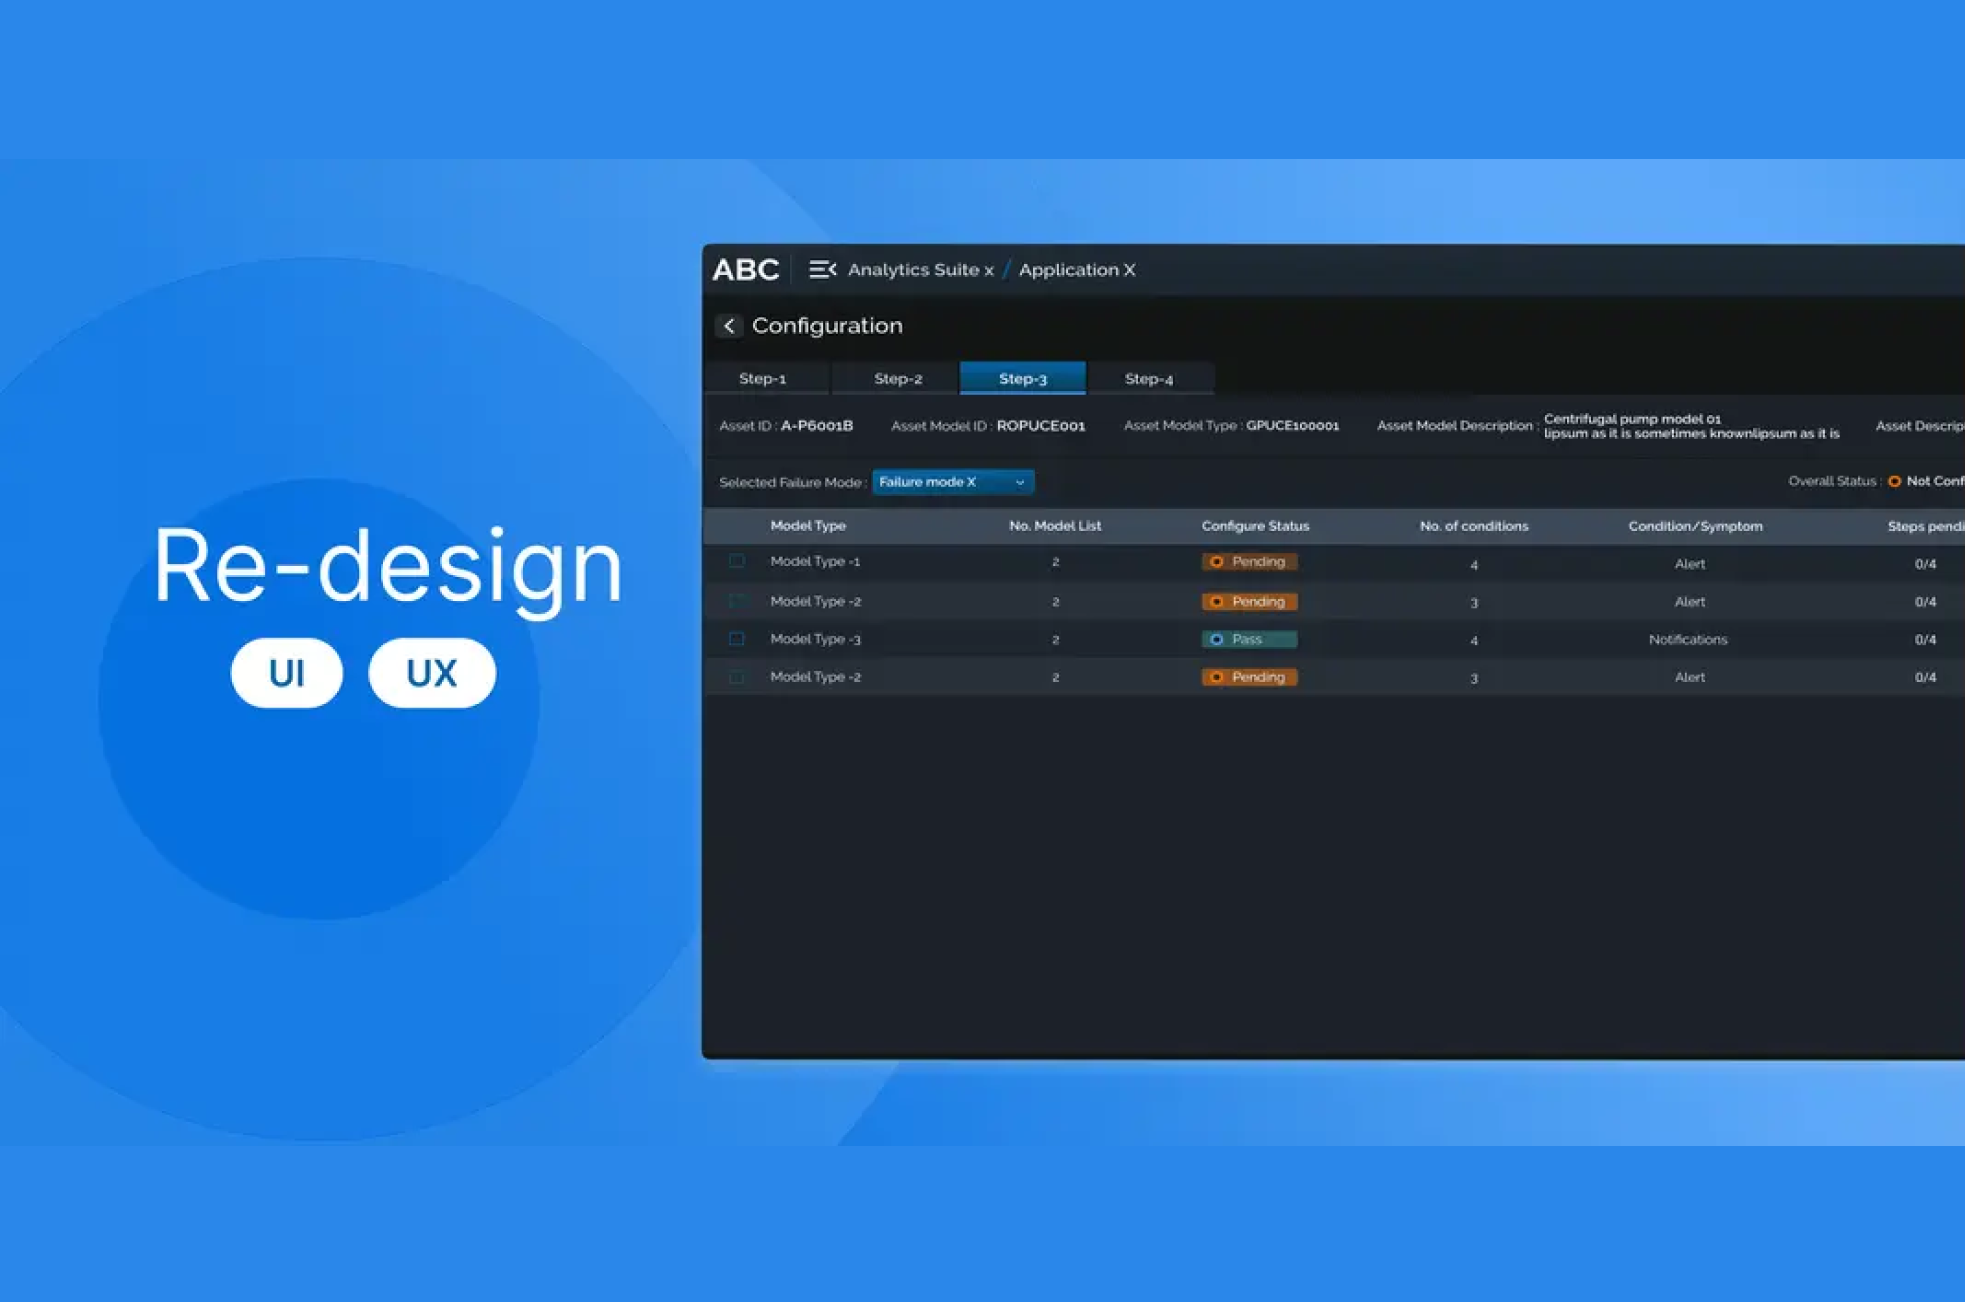 Re-design
UI UX
ABC Analytics Suite x / Application X
Configuration
Step-1 Step-2 Step-3 Step-4
Asset ID : A-P6001B Asset Model ID : ROPUCE001 Asset Model Type : GPUCE100001 Asset Model Description : Centrifugal pump model 01
lipsum as it is sometimes knownlipsum as it is
Asset Descrip
Selected Failure Mode : Failure mode X Overall Status : Not Conf
Model Type No. Model List Configure Status No. of conditions Condition/Symptom Steps pendi
Model Type -1 2 Pending 4 Alert 0/4
Model Type -2 2 Pending 3 Alert 0/4
Model Type -3 2 Pass 4 Notifications 0/4
Model Type -2 2 Pending 3 Alert 0/4